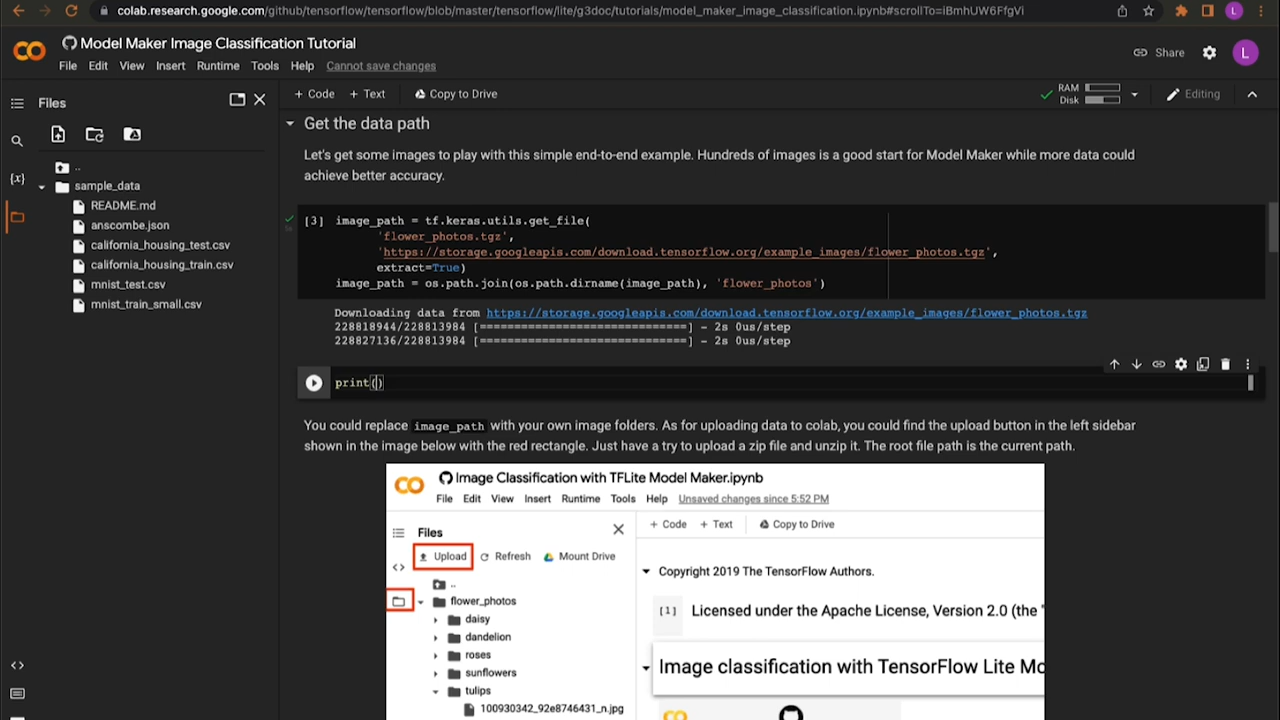 colab.research.google.com/github/tensorflow/tensorflow/blob/master/tensorflow/lite/g3doc/tutorials/model_maker_image_classification.ipynb#scrollTo=iBmhUW6FfgVi
L
Model Maker Image Classification Tutorial
File Edit View Insert Runtime Tools Help Cannot save changes
Share
L
Files
+ Code + Text Copy to Drive
RAM
Disk
Editing
..
sample_data
README.md
anscombe.json
california_housing_test.csv
california_housing_train.csv
mnist_test.csv
mnist_train_small.csv
{x}
Get the data path
Let's get some images to play with this simple end-to-end example. Hundreds of images is a good start for Model Maker while more data could
achieve better accuracy.
[3] image_path = tf.keras.utils.get_file(
'flower_photos.tgz',
'https://storage.googleapis.com/download.tensorflow.org/example_images/flower_photos.tgz',
extract=True)
image_path = os.path.join(os.path.dirname(image_path), 'flower_photos')
Downloading data from https://storage.googleapis.com/download.tensorflow.org/example_images/flower_photos.tgz
228818944/228813984 [==============================] - 2s 0us/step
228827136/228813984 [==============================] - 2s 0us/step
print()
You could replace image_path with your own image folders. As for uploading data to colab, you could find the upload button in the left sidebar
shown in the image below with the red rectangle. Just have a try to upload a zip file and unzip it. The root file path is the current path.
Image Classification with TFLite Model Maker.ipynb
File Edit View Insert Runtime Tools Help Unsaved changes since 5:52 PM
Files
+ Code + Text Copy to Drive
Upload Refresh Mount Drive
..
flower_photos
daisy
dandelion
roses
sunflowers
tulips
100930342_92e8746431_n.jpg
Copyright 2019 The TensorFlow Authors.
[1] Licensed under the Apache License, Version 2.0 (the "
Image classification with TensorFlow Lite Mo